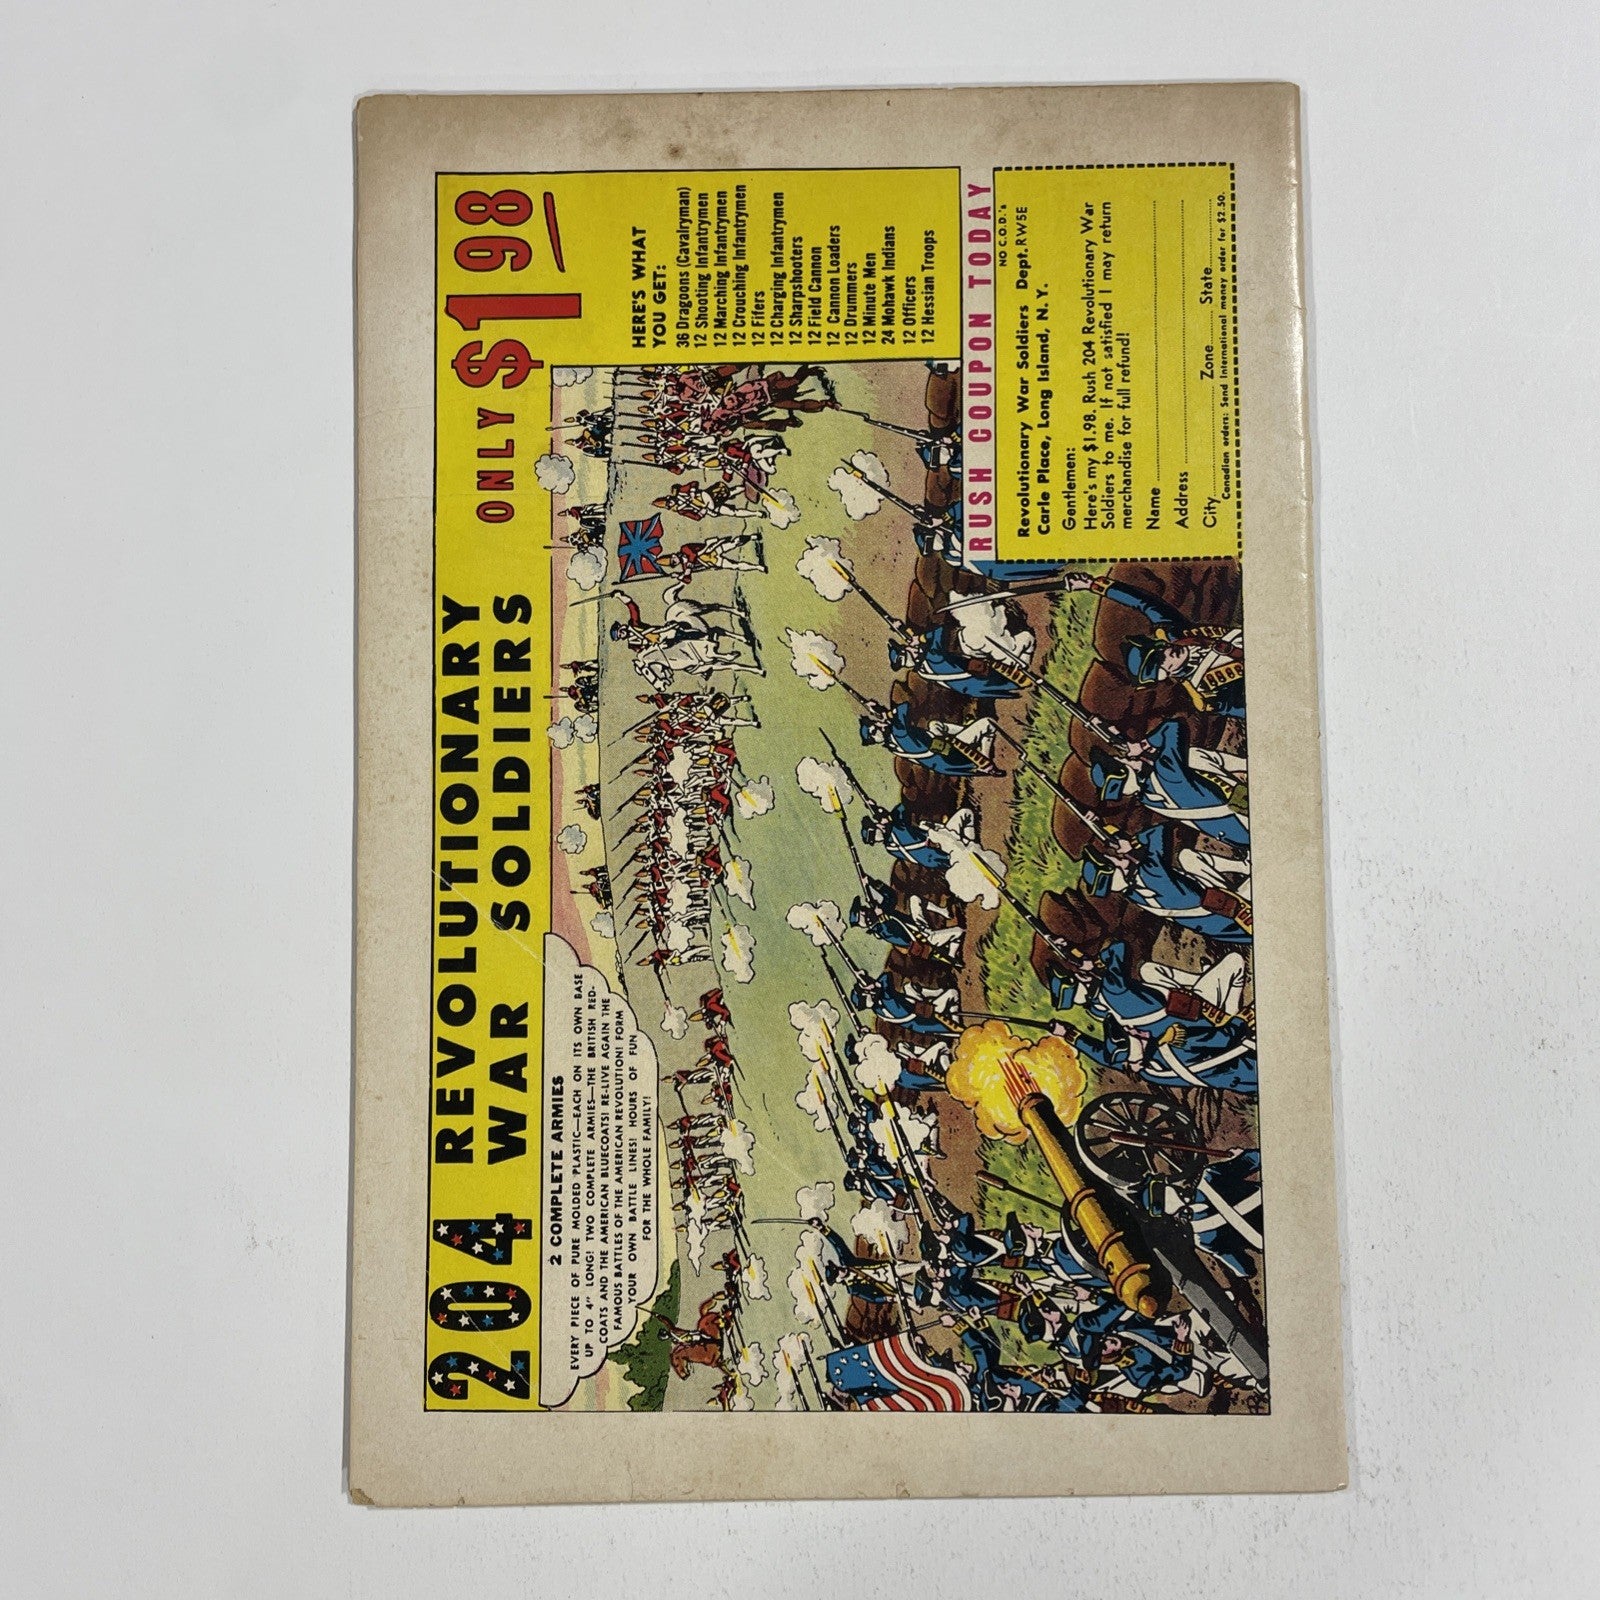 204 REVOLUTIONARY
WAR SOLDIERS
ONLY $1 98
2 COMPLETE ARMIES
EVERY PIECE OF PURE MOLDED PLASTIC—EACH ON ITS OWN BASE
UP TO 4" LONG! TWO COMPLETE ARMIES—THE BRITISH RED-
COATS AND THE AMERICAN BLUECOATS! RE-LIVE AGAIN THE
FAMOUS BATTLES OF THE AMERICAN REVOLUTION! FORM
YOUR OWN BATTLE LINES! HOURS OF FUN
FOR THE WHOLE FAMILY!
HERE'S WHAT
YOU GET:
36 Dragoons (Cavalryman)
12 Shooting Infantrymen
12 Marching Infantrymen
12 Crouching Infantrymen
12 Fifers
12 Charging Infantrymen
12 Sharpshooters
12 Field Cannon
12 Cannon Loaders
12 Drummers
12 Minute Men
24 Mohawk Indians
12 Officers
12 Hessian Troops
RUSH COUPON TODAY
NO C.O.D.'s
Revolutionary War Soldiers Dept. RW5E
Carle Place, Long Island, N. Y.
Gentlemen:
Here's my $1.98. Rush 204 Revolutionary War
Soldiers to me. If not satisfied I may return
merchandise for full refund!
Name
Address
City Zone State
Canadian orders: Send International money order for $2.50.